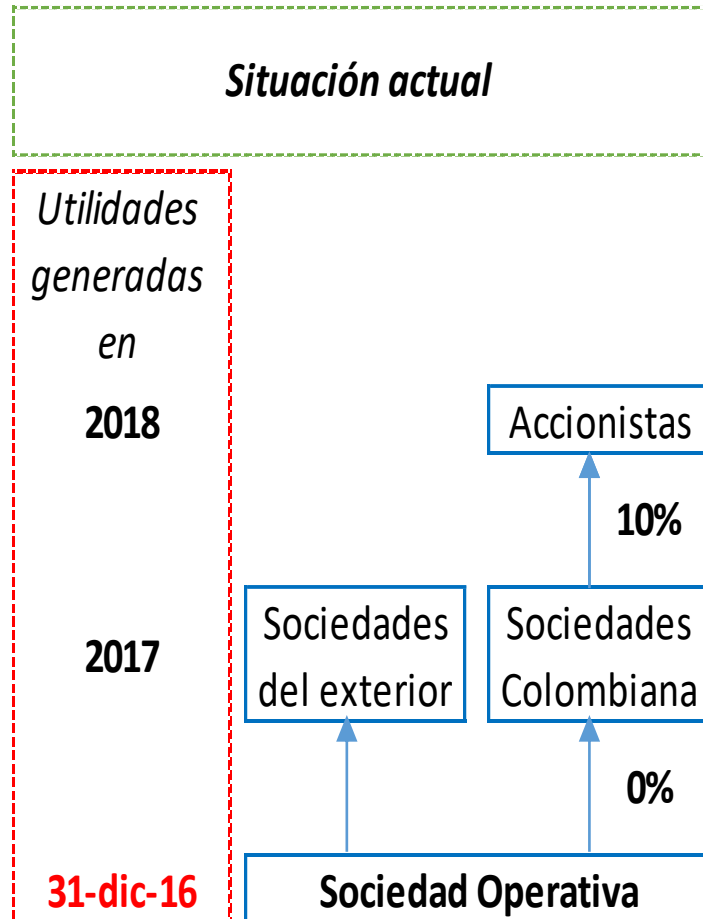 Situación actual
Utilidades
generadas
en
2018
Accionistas
10%
2017
Sociedades
del exterior
Sociedades
Colombiana
0%
31-dic-16
Sociedad Operativa